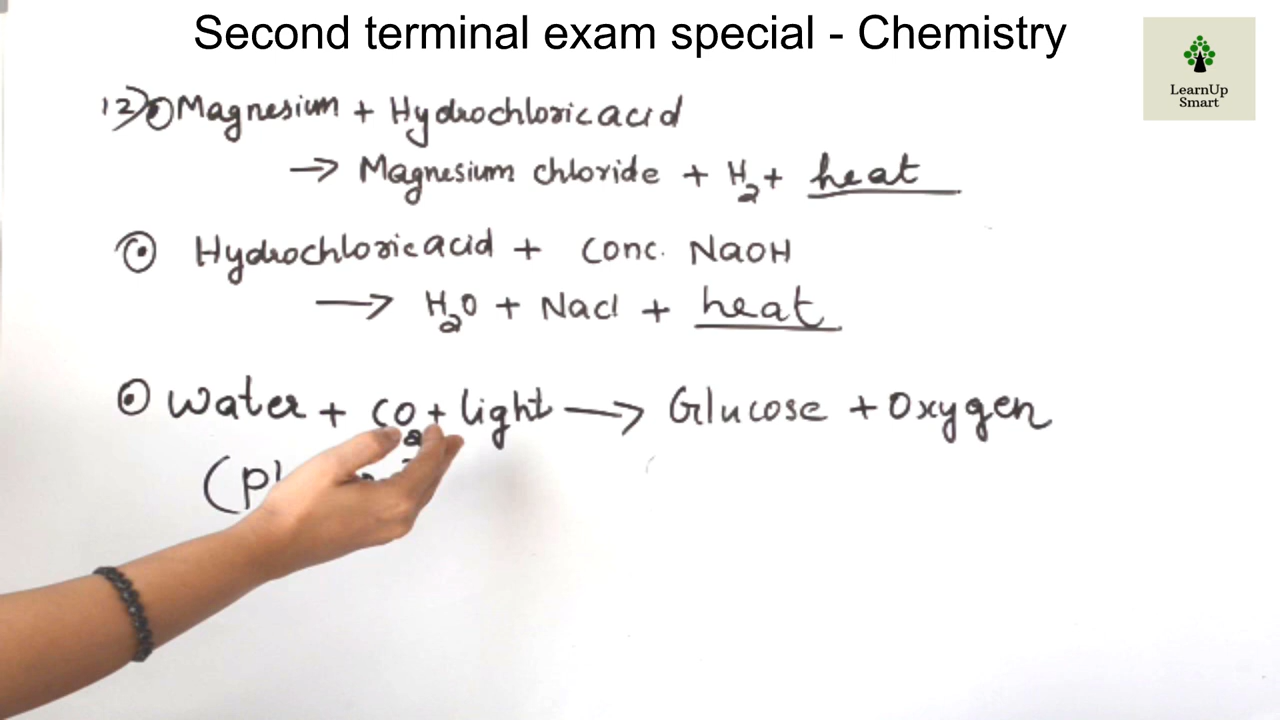 Second terminal exam special - Chemistry
LearnUp
Smart
12) Magnesium + Hydrochloric acid
→ Magnesium chloride + H2 + heat
Hydrochloric acid + Conc. NaOH
→ H2O + Nacl + heat
Water + CO2 + light → Glucose + Oxygen